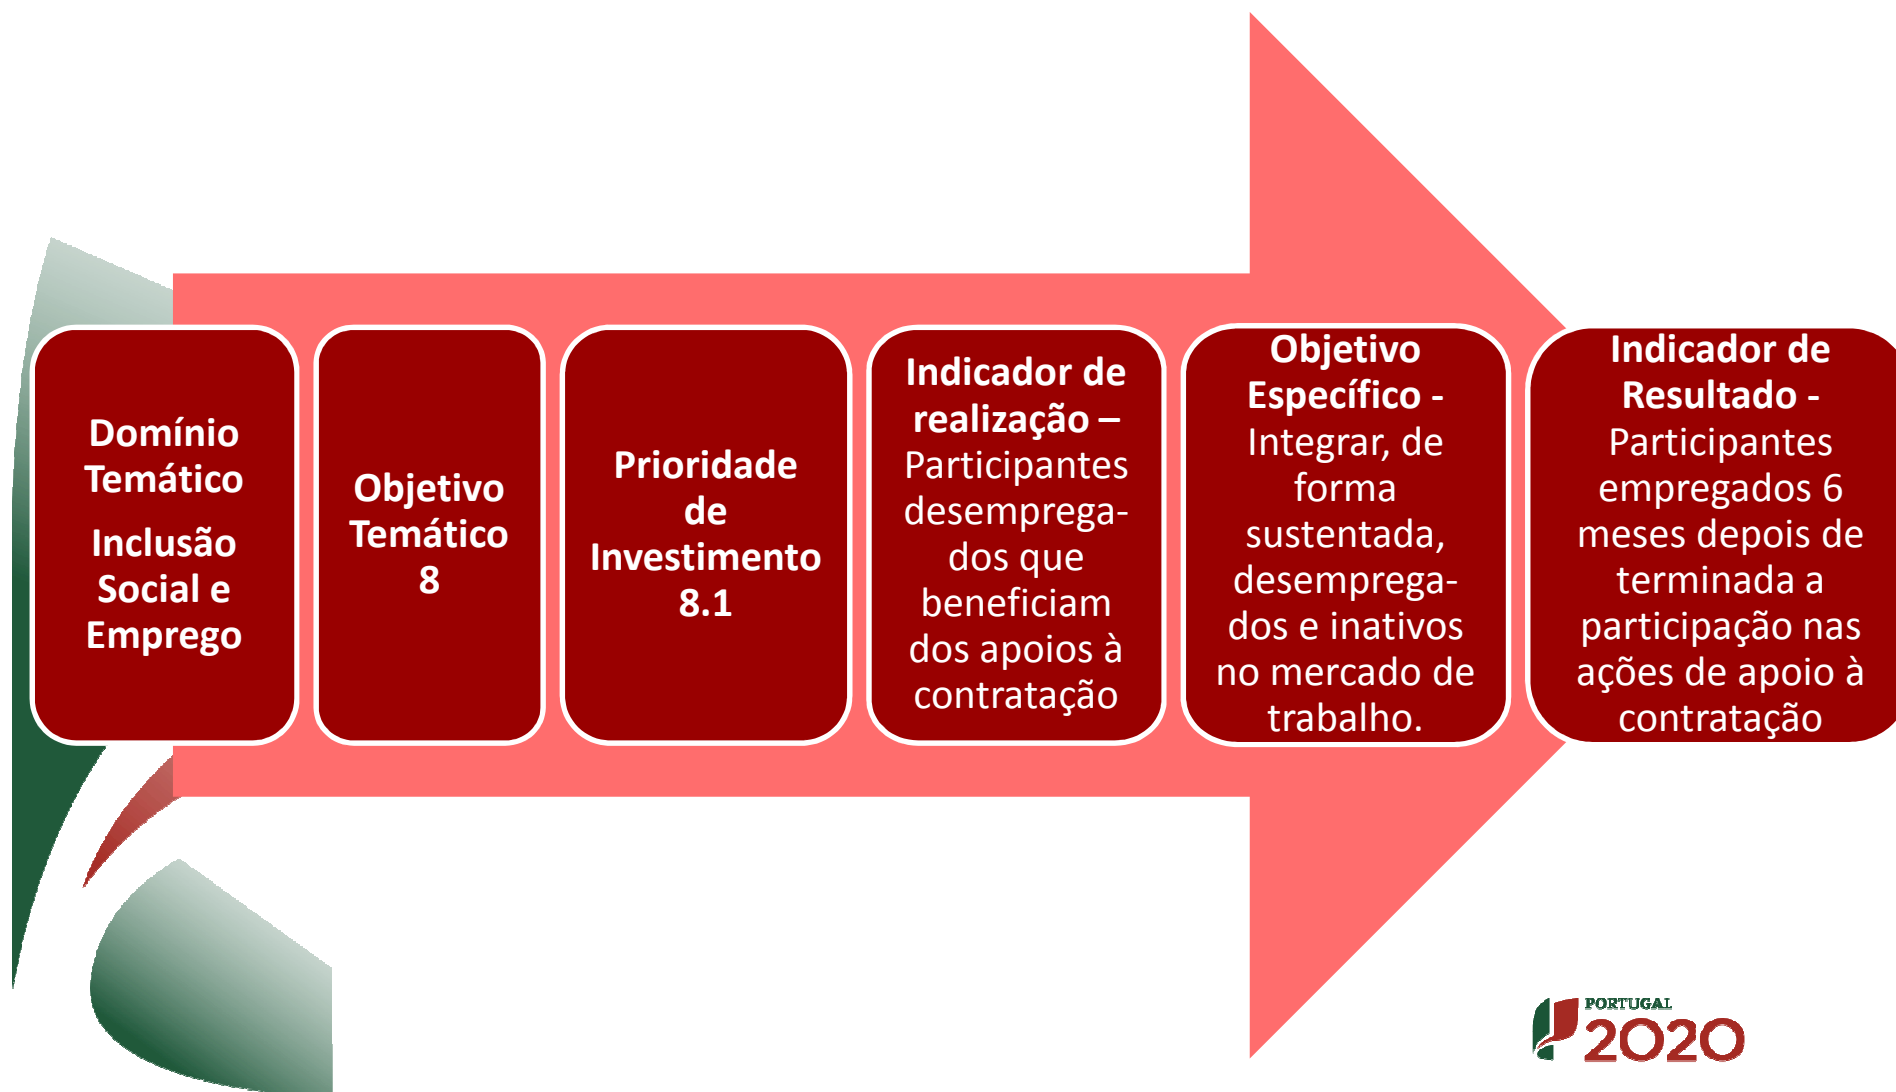 Domínio
Temático
Inclusão
Social e
Emprego
Objetivo
Temático
8
Prioridade
de
Investimento
8.1
Indicador de
realização –
Participantes
desemprega-
dos que
beneficiam
dos apoios à
contratação
Objetivo
Específico -
Integrar, de
forma
sustentada,
desemprega-
dos e inativos
no mercado de
trabalho.
Indicador de
Resultado -
Participantes
empregados 6
meses depois de
terminada a
participação nas
ações de apoio à
contratação
PORTUGAL
2020